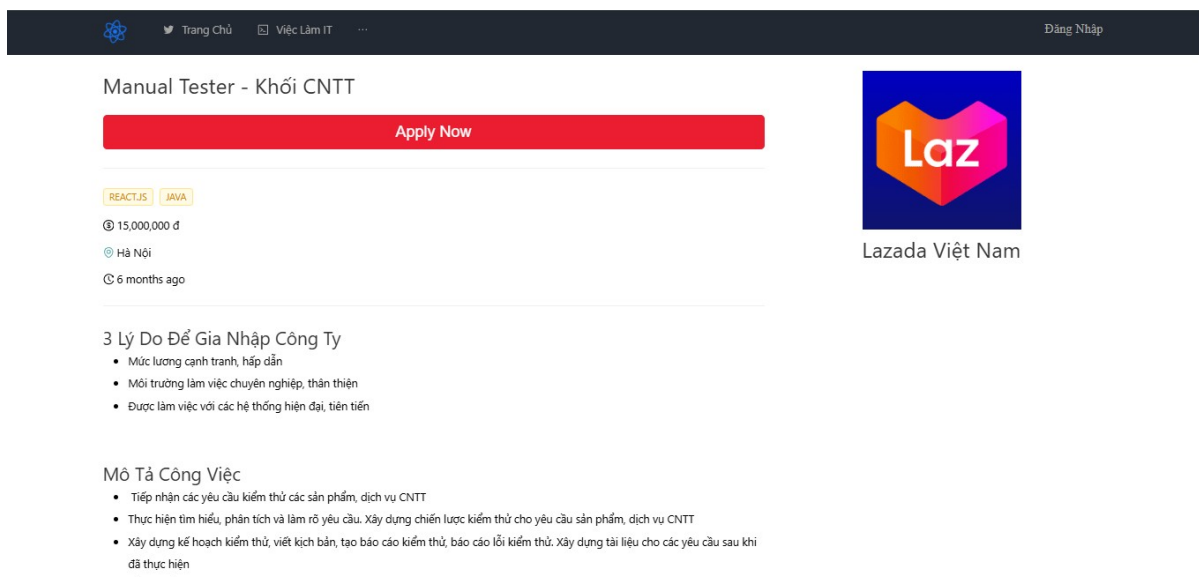 Trang Chủ
Việc Làm IT
...
Đăng Nhập
Manual Tester - Khối CNTT
Apply Now
REACT.JS
JAVA
15,000,000 đ
Hà Nội
6 months ago
Laz
Lazada Việt Nam
3 Lý Do Để Gia Nhập Công Ty
Mức lương cạnh tranh, hấp dẫn
Môi trường làm việc chuyên nghiệp, thân thiện
Được làm việc với các hệ thống hiện đại, tiên tiến
Mô Tả Công Việc
Tiếp nhận các yêu cầu kiểm thử các sản phẩm, dịch vụ CNTT
Thực hiện tìm hiểu, phân tích và làm rõ yêu cầu. Xây dựng chiến lược kiểm thử cho yêu cầu sản phẩm, dịch vụ CNTT
Xây dựng kế hoạch kiểm thử, viết kịch bản, tạo báo cáo kiểm thử, báo cáo lỗi kiểm thử. Xây dựng tài liệu cho các yêu cầu sau khi
đã thực hiện